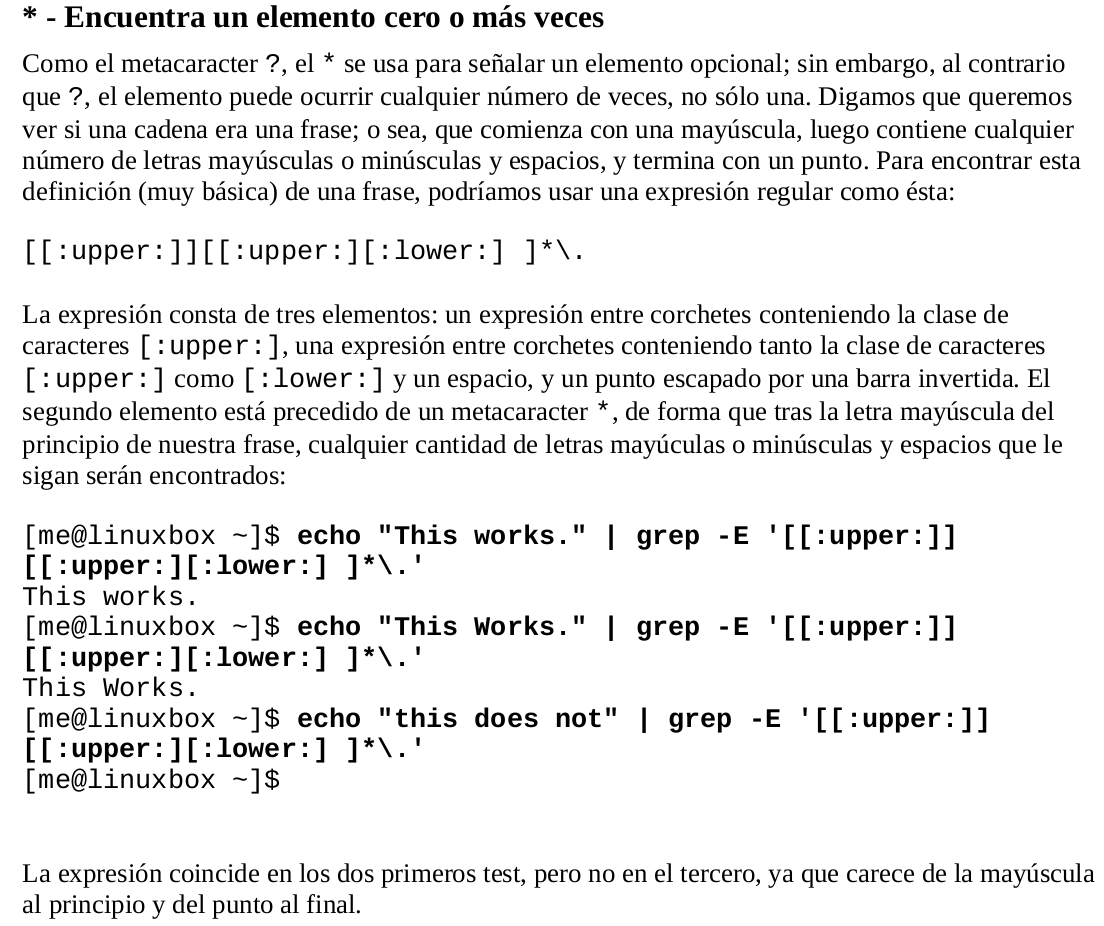 * - Encuentra un elemento cero o más veces
Como el metacaracter ?, el * se usa para señalar un elemento opcional; sin embargo, al contrario
que ?, el elemento puede ocurrir cualquier número de veces, no sólo una. Digamos que queremos
ver si una cadena era una frase; o sea, que comienza con una mayúscula, luego contiene cualquier
número de letras mayúsculas o minúsculas y espacios, y termina con un punto. Para encontrar esta
definición (muy básica) de una frase, podríamos usar una expresión regular como ésta:
[[:upper:]][[:upper:][:lower:] ]*\.
La expresión consta de tres elementos: un expresión entre corchetes conteniendo la clase de
caracteres [:upper:], una expresión entre corchetes conteniendo tanto la clase de caracteres
[:upper:] como [:lower:] y un espacio, y un punto escapado por una barra invertida. El
segundo elemento está precedido de un metacaracter *, de forma que tras la letra mayúscula del
principio de nuestra frase, cualquier cantidad de letras mayúculas o minúsculas y espacios que le
sigan serán encontrados:
[me@linuxbox ~]$ echo "This works." | grep -E '[[:upper:]]
[[:upper:][:lower:] ]*\.'
This works.
[me@linuxbox ~]$ echo "This Works." | grep -E '[[:upper:]]
[[:upper:][:lower:] ]*\.'
This Works.
[me@linuxbox ~]$ echo "this does not" | grep -E '[[:upper:]]
[[:upper:][:lower:] ]*\.'
[me@linuxbox ~]$
La expresión coincide en los dos primeros test, pero no en el tercero, ya que carece de la mayúscula
al principio y del punto al final.